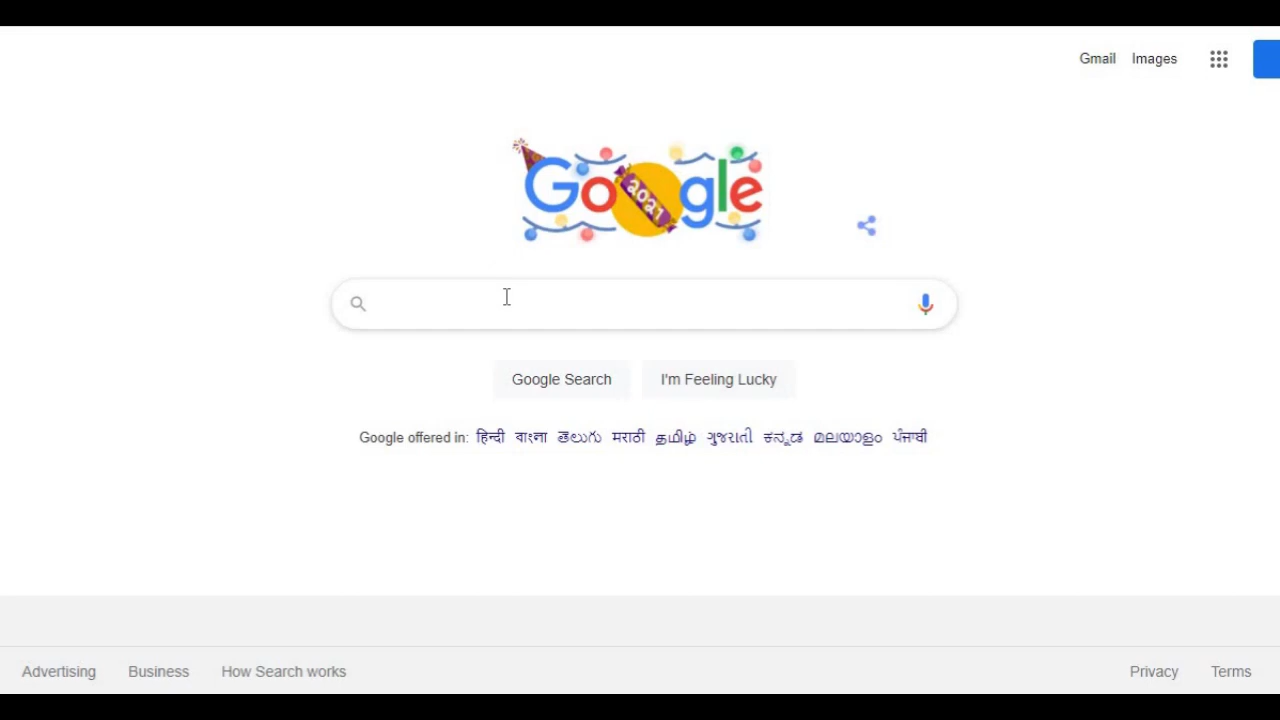 Gmail Images
Google
2021
Google Search I'm Feeling Lucky
Google offered in: हिन्दी বাংলা తెలుగు मराठी தமிழ் ગુજરાતી ಕನ್ನಡ മലയാളം ਪੰਜਾਬੀ
Advertising Business How Search works Privacy Terms